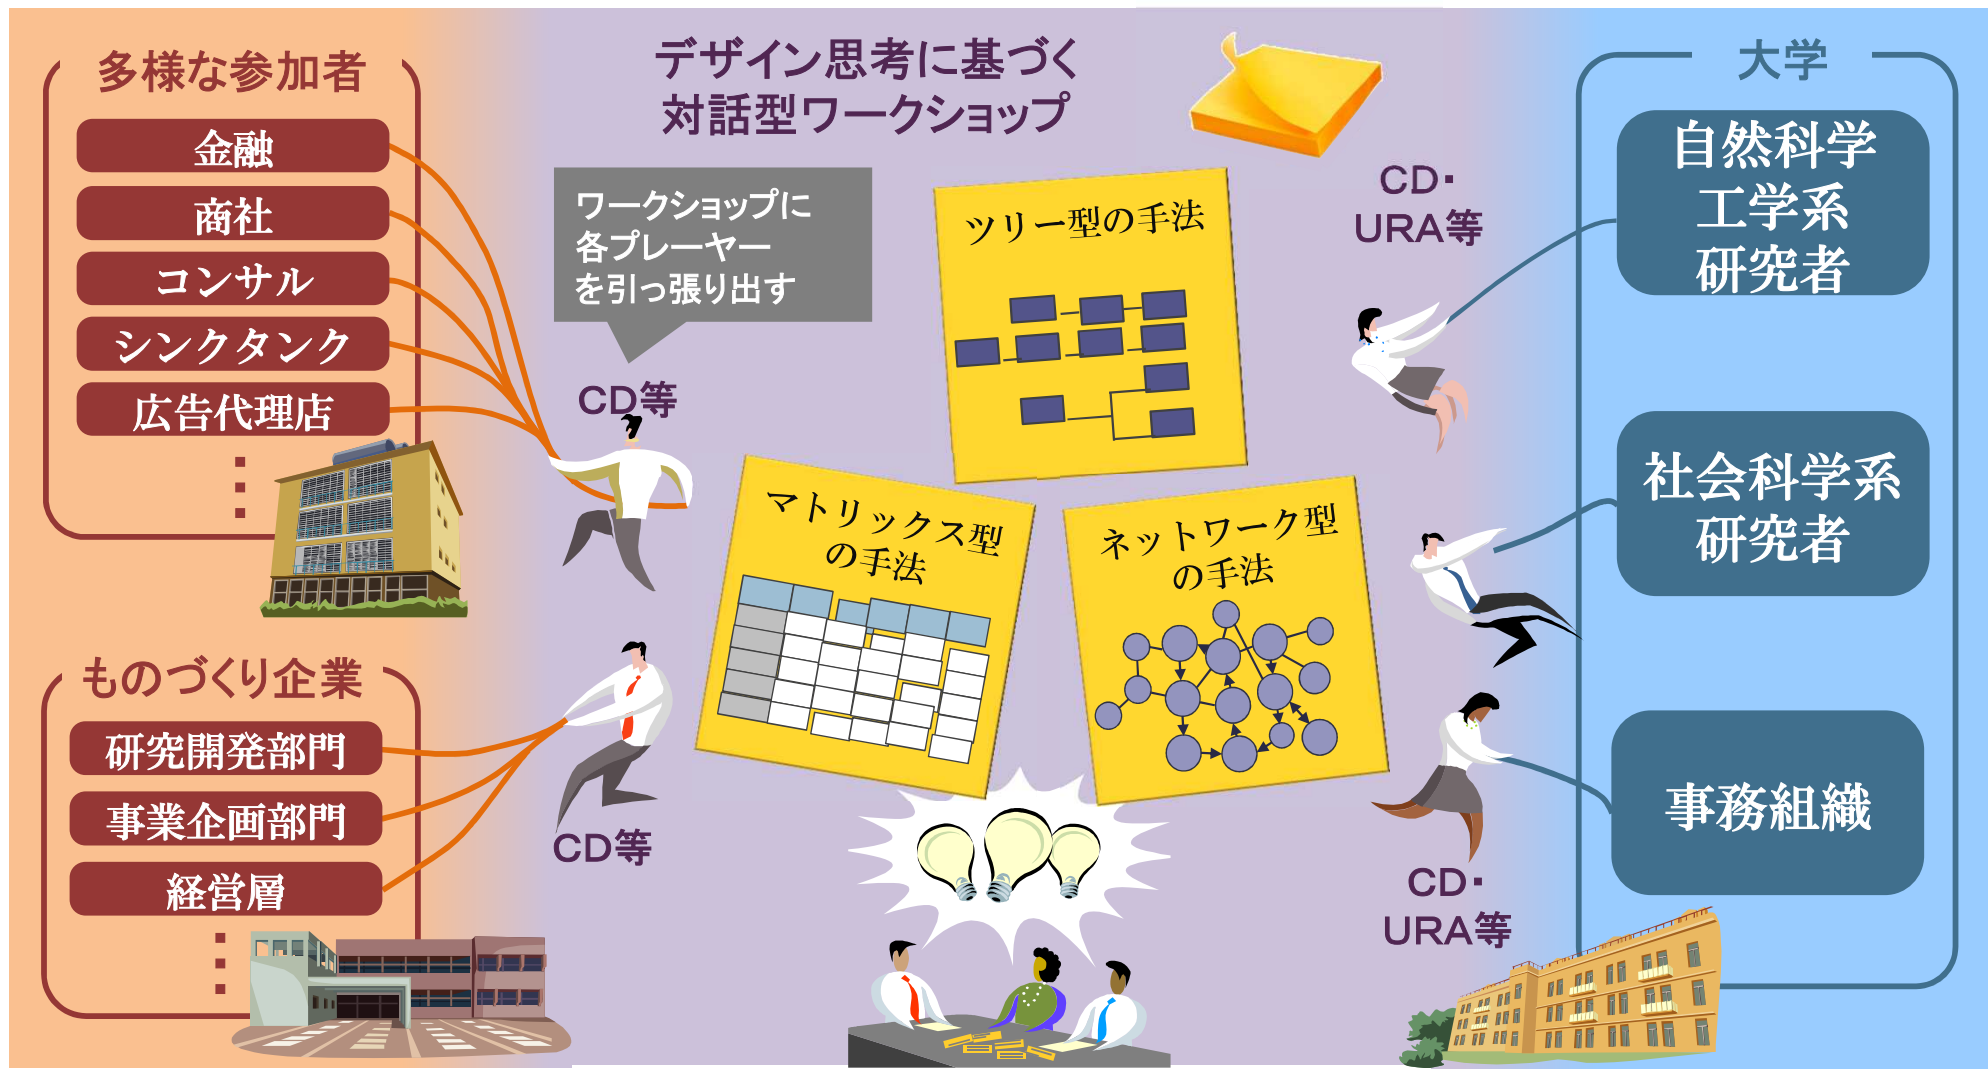 多様な参加者
金融
商社
コンサル
シンクタンク
広告代理店
ものづくり企業
研究開発部門
事業企画部門
経営層
デザイン思考に基づく
対話型ワークショップ
ワークショップに
各プレーヤー
を引っ張り出す
CD等
CD等
ツリー型の手法
マトリックス型
の手法
ネットワーク型
の手法
CD・
URA等
CD・
URA等
大学
自然科学
工学系
研究者
社会科学系
研究者
事務組織